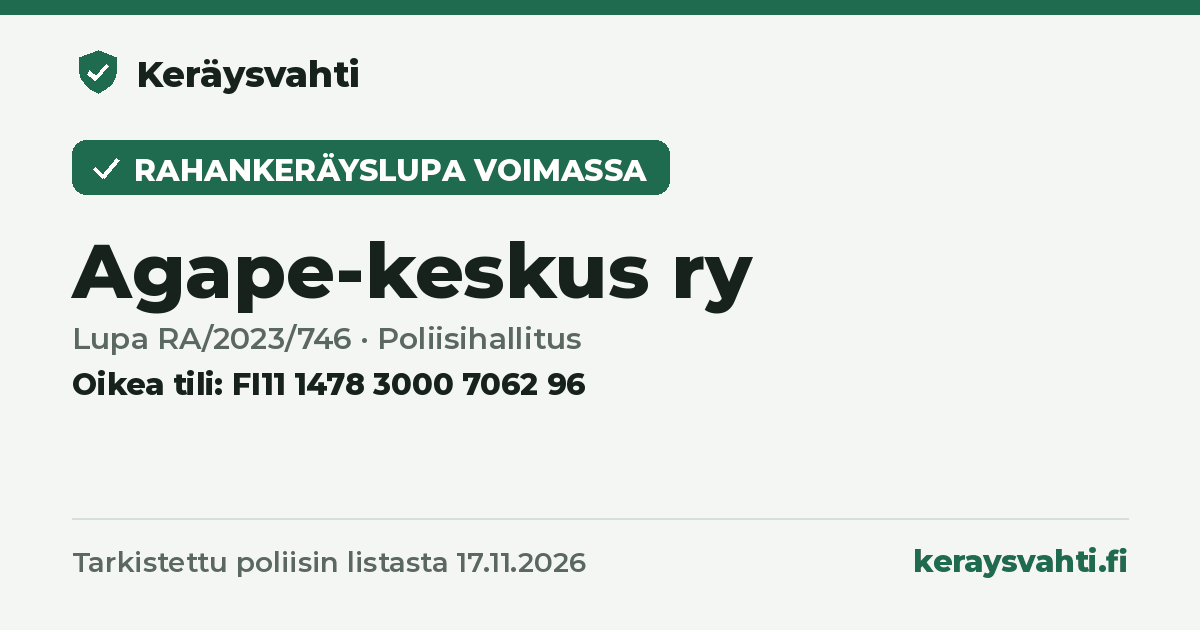 Keräysvahti
RAHANKERÄYSLUPA VOIMASSA
Agape-keskus ry
Lupa RA/2023/746 · Poliisihallitus
Oikea tili: FI11 1478 3000 7062 96
Tarkistettu poliisin listasta 17.11.2026
keraysvahti.fi